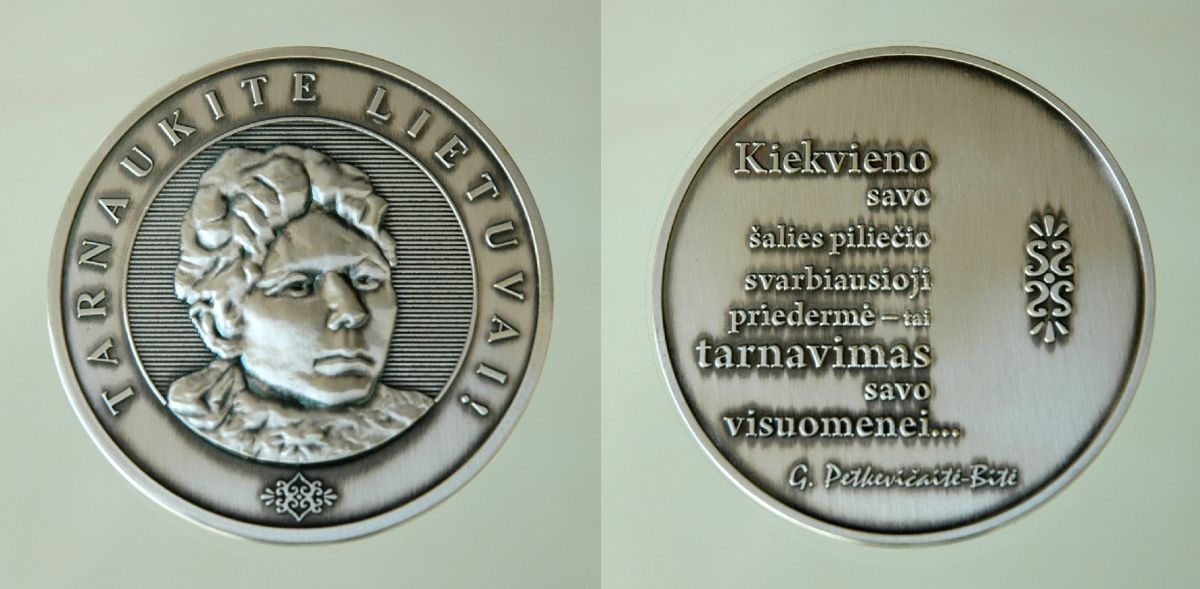 TARNAUKITE LIETUVAI!
Kiekvieno
savo
šalies piliečio
svarbiausioji
priedermė – tai
tarnavimas
savo
visuomenei...
G. Petkevičaitė-Bitė